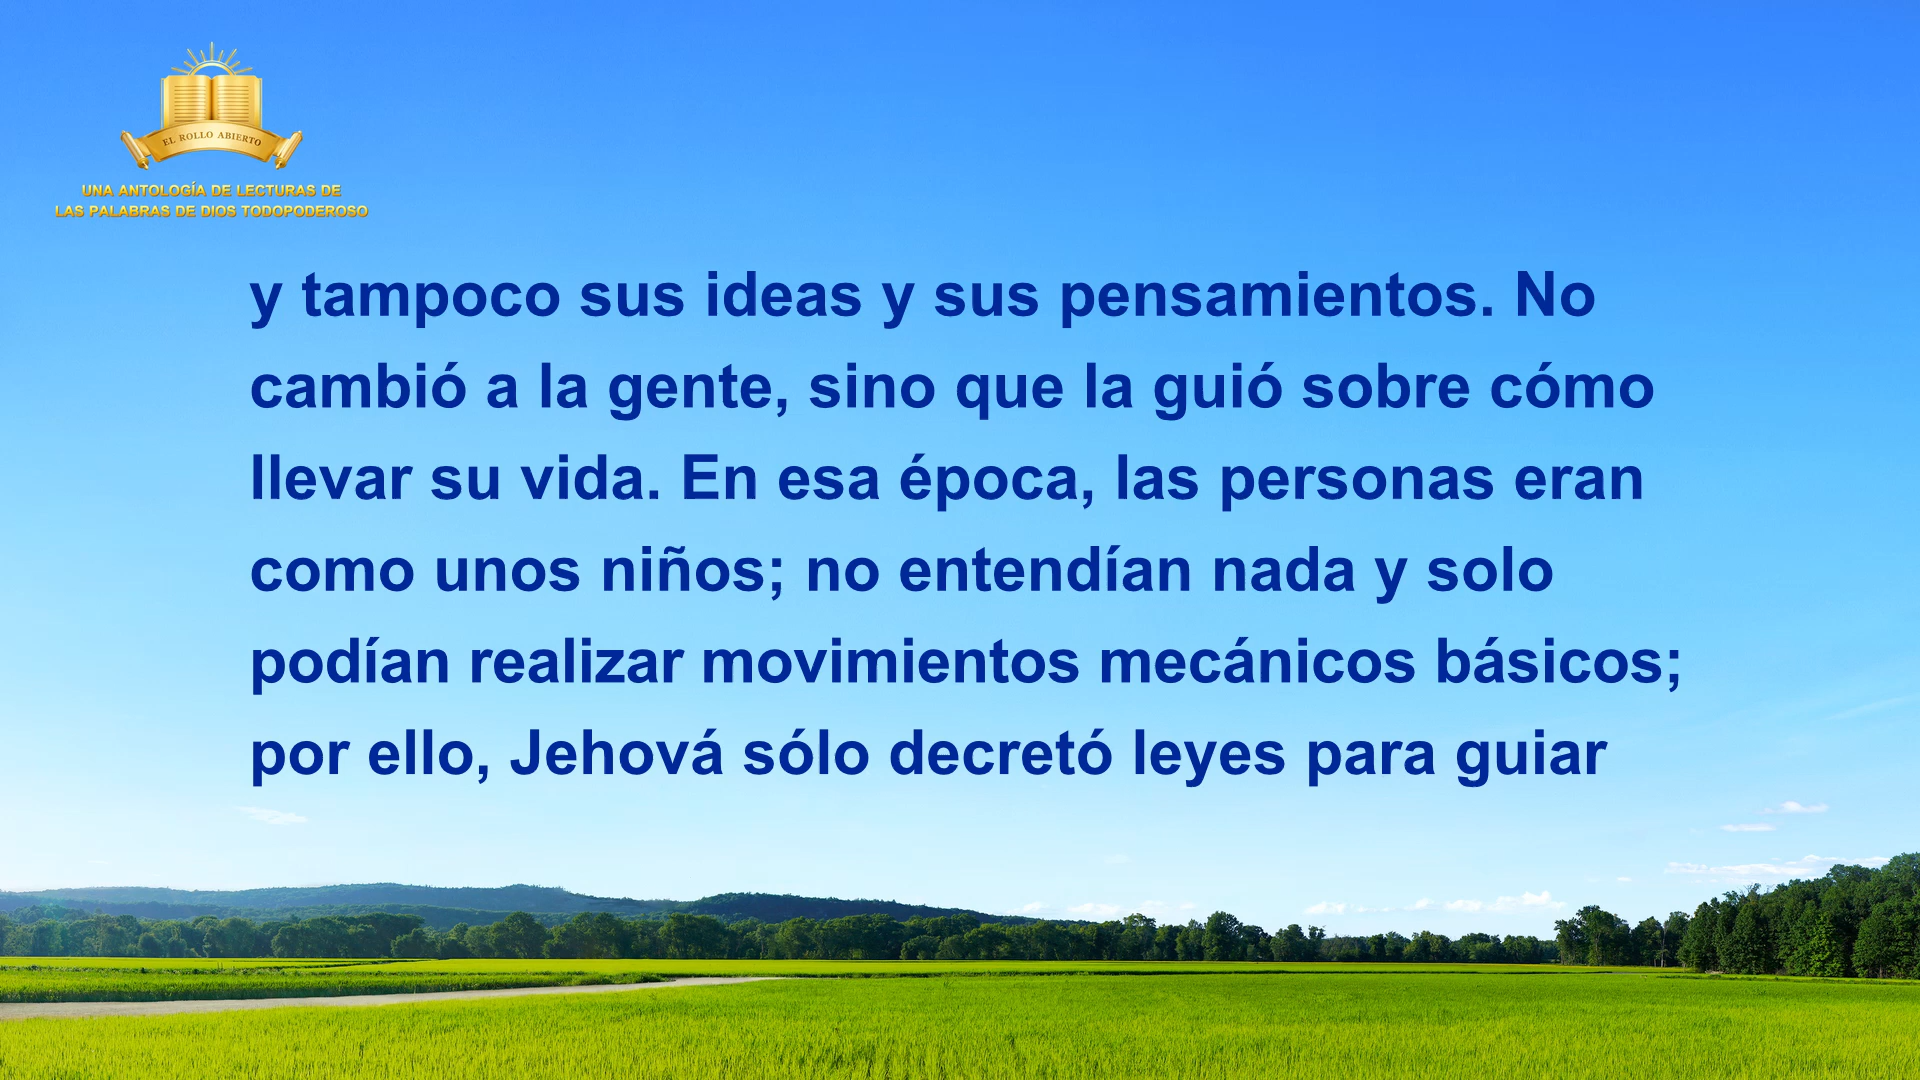 EL ROLLO ABIERTO
UNA ANTOLOGÍA DE LECTURAS DE
LAS PALABRAS DE DIOS TODOPODEROSO
y tampoco sus ideas y sus pensamientos. No
cambió a la gente, sino que la guió sobre cómo
llevar su vida. En esa época, las personas eran
como unos niños; no entendían nada y solo
podían realizar movimientos mecánicos básicos;
por ello, Jehová sólo decretó leyes para guiar